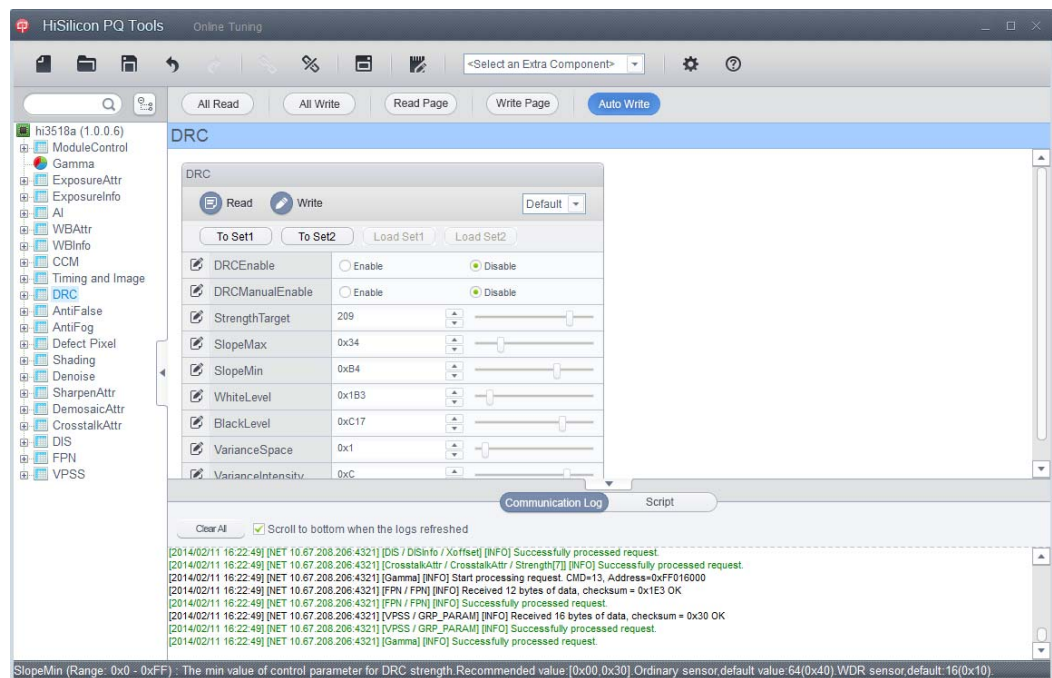 HiSilicon PQ Tools
Online Tuning
<Select an Extra Component>
All Read
All Write
Read Page
Write Page
Auto Write
hi3518a (1.0.0.6)
ModuleControl
Gamma
ExposureAttr
ExposureInfo
AI
WBAttr
WBInfo
CCM
Timing and Image
DRC
AntiFalse
AntiFog
Defect Pixel
Shading
Denoise
SharpenAttr
DemosaicAttr
CrosstalkAttr
DIS
FPN
VPSS
DRC
DRC
Read
Write
Default
To Set1
To Set2
Load Set1
Load Set2
DRCEnable Enable Disable
DRCManualEnable Enable Disable
StrengthTarget 209
SlopeMax 0x34
SlopeMin 0xB4
WhiteLevel 0x1B3
BlackLevel 0xC17
VarianceSpace 0x1
VarianceIntensity 0xC
Communication Log
Script
Clear All
Scroll to bottom when the logs refreshed
[2014/02/11 16:22:49] [NET 10.67.208.206:4321] [DIS / DISInfo / Xoffset] [INFO] Successfully processed request.
[2014/02/11 16:22:49] [NET 10.67.208.206:4321] [CrosstalkAttr / CrosstalkAttr / Strength[7]] [INFO] Successfully processed request.
[2014/02/11 16:22:49] [NET 10.67.208.206:4321] [Gamma] [INFO] Start processing request. CMD=13, Address=0xFF016000
[2014/02/11 16:22:49] [NET 10.67.208.206:4321] [FPN / FPN] [INFO] Received 12 bytes of data, checksum = 0x1E3 OK
[2014/02/11 16:22:49] [NET 10.67.208.206:4321] [FPN / FPN] [INFO] Successfully processed request.
[2014/02/11 16:22:49] [NET 10.67.208.206:4321] [VPSS / GRP_PARAM] [INFO] Received 16 bytes of data, checksum = 0x30 OK
[2014/02/11 16:22:49] [NET 10.67.208.206:4321] [VPSS / GRP_PARAM] [INFO] Successfully processed request.
[2014/02/11 16:22:49] [NET 10.67.208.206:4321] [Gamma] [INFO] Successfully processed request.
SlopeMin (Range: 0x0 - 0xFF) : The min value of control parameter for DRC strength.Recommended value:[0x00,0x30].Ordinary sensor,default value:64(0x40).WDR sensor,default:16(0x10).